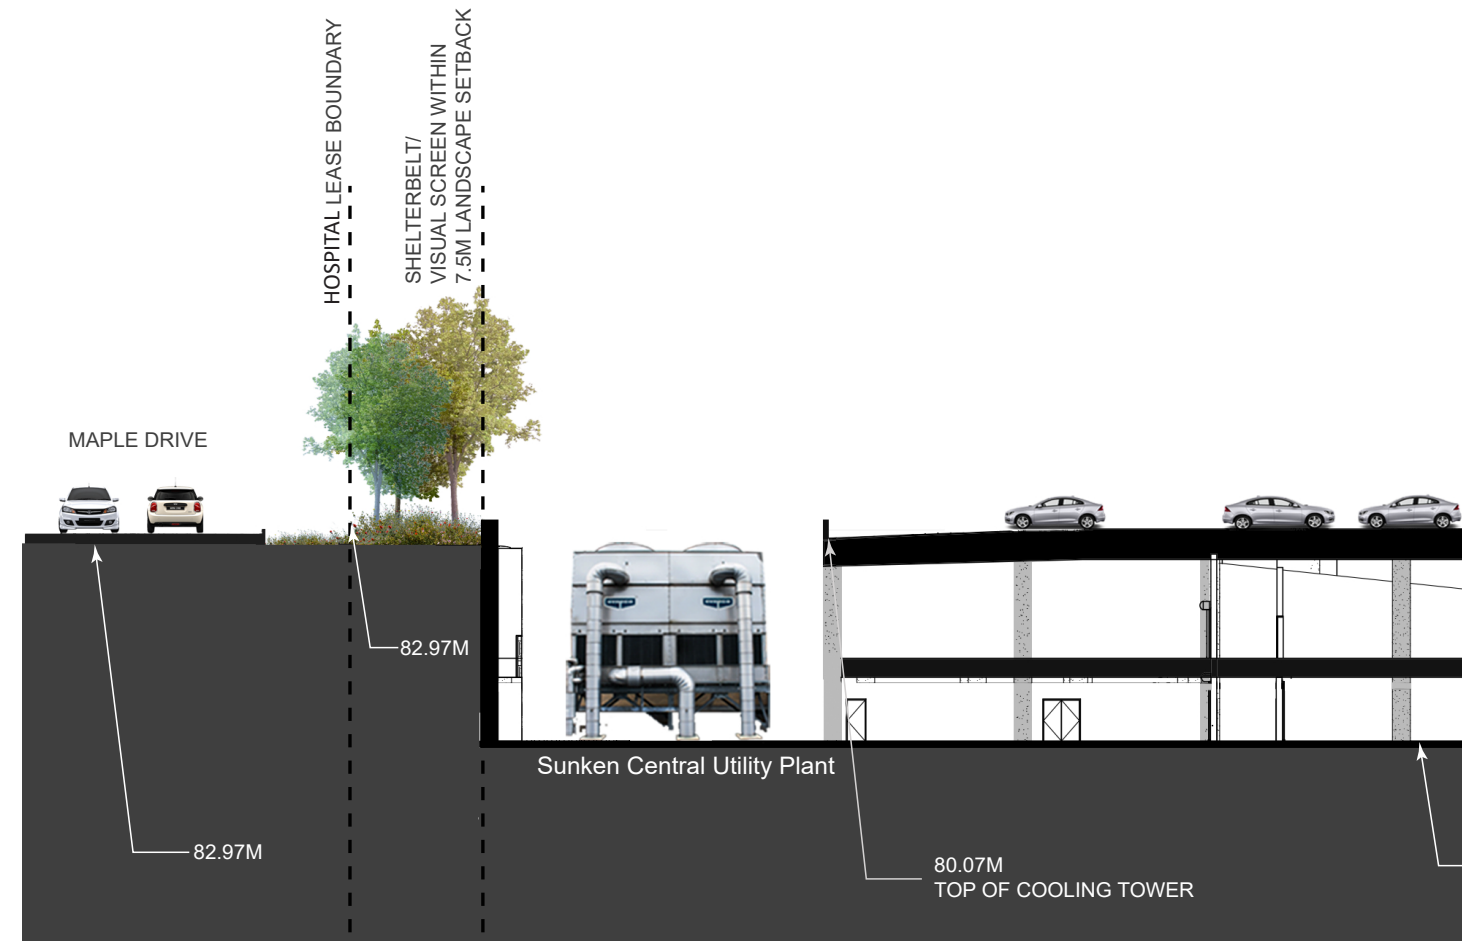 HOSPITAL LEASE BOUNDARY
SHELTERBELT/
VISUAL SCREEN WITHIN
7.5M LANDSCAPE SETBACK
MAPLE DRIVE
82.97M
Sunken Central Utility Plant
82.97M
80.07M
TOP OF COOLING TOWER